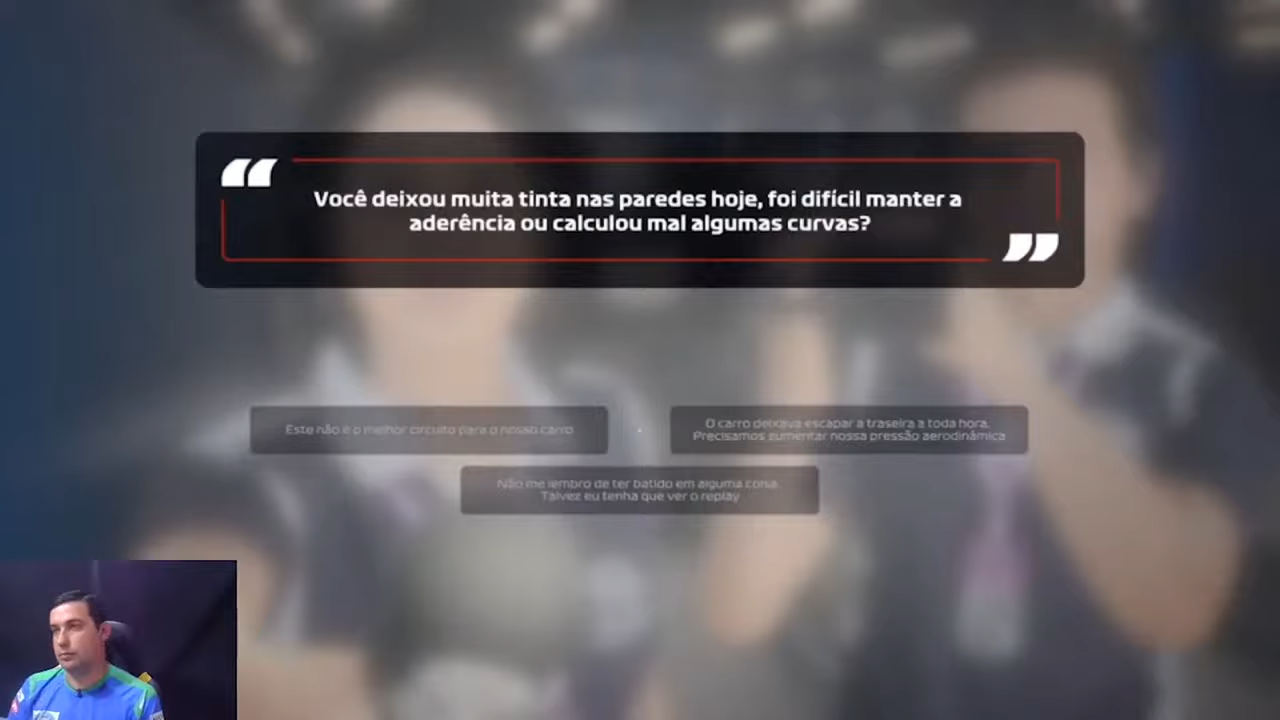 Você deixou muita tinta nas paredes hoje, foi difícil manter a
aderência ou calculou mal algumas curvas?
Este não é o melhor circuito para o nosso carro
O carro deixava escapar a traseira a toda hora.
Precisamos aumentar nossa pressão aerodinâmica
Não me lembro de ter batido em alguma coisa.
Talvez eu tenha que ver o replay